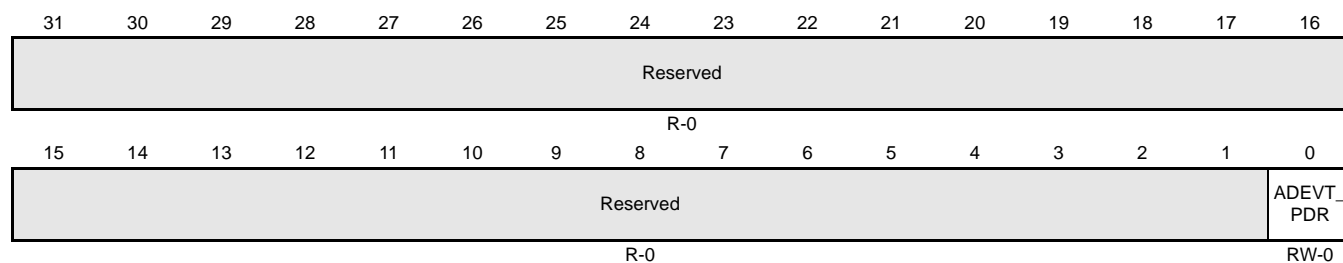 31 30 29 28 27 26 25 24 23 22 21 20 19 18 17 16
Reserved
R-0
15 14 13 12 11 10 9 8 7 6 5 4 3 2 1 0
Reserved ADEVT_
PDR
R-0 RW-0